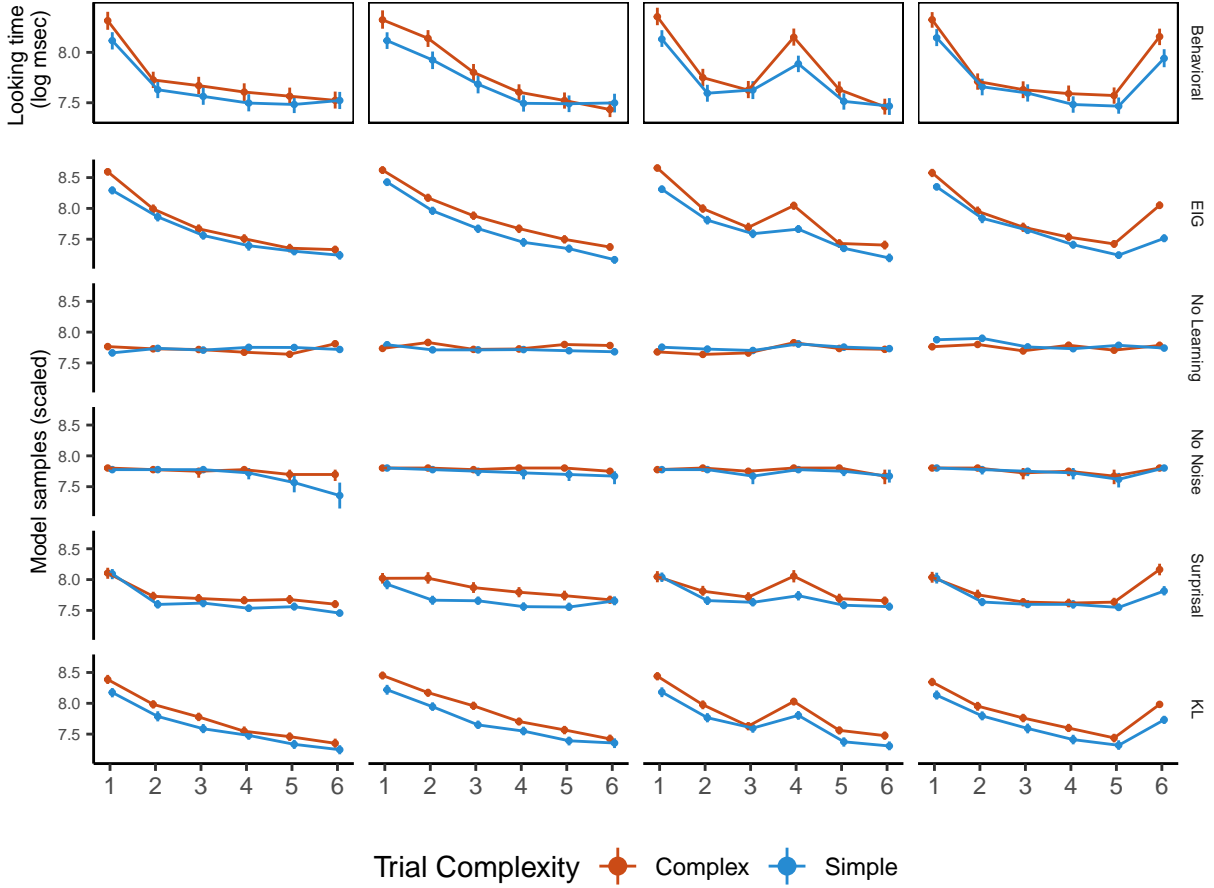 Looking time
(log msec)
8.0
7.5
Behavioral
8.5
8.0
7.5
EIG
8.5
8.0
7.5
No Learning
Model samples (scaled)
8.5
8.0
7.5
No Noise
8.5
8.0
7.5
Surprisal
8.5
8.0
7.5
KL
1 2 3 4 5 6 1 2 3 4 5 6 1 2 3 4 5 6 1 2 3 4 5 6
Trial Complexity Complex Simple